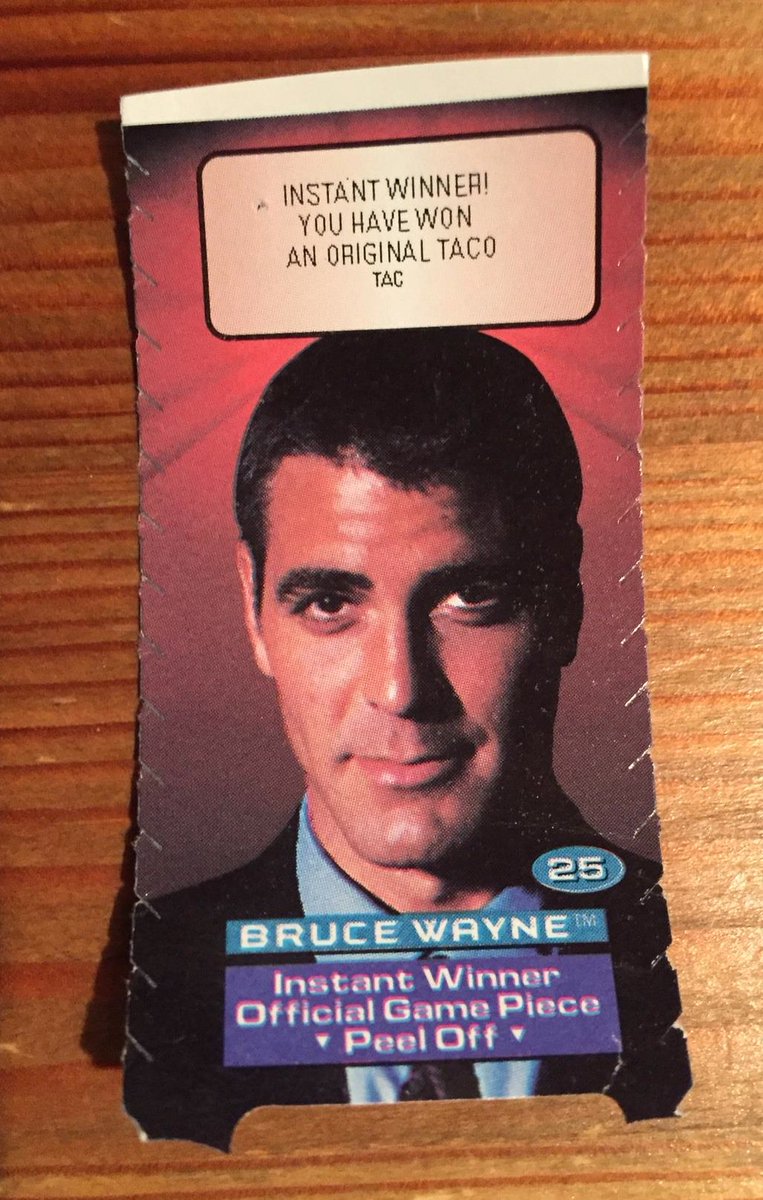 INSTANT WINNER!
YOU HAVE WON
AN ORIGINAL TACO
TAC
25
BRUCE WAYNE™
Instant Winner
Official Game Piece
▼ Peel Off ▼